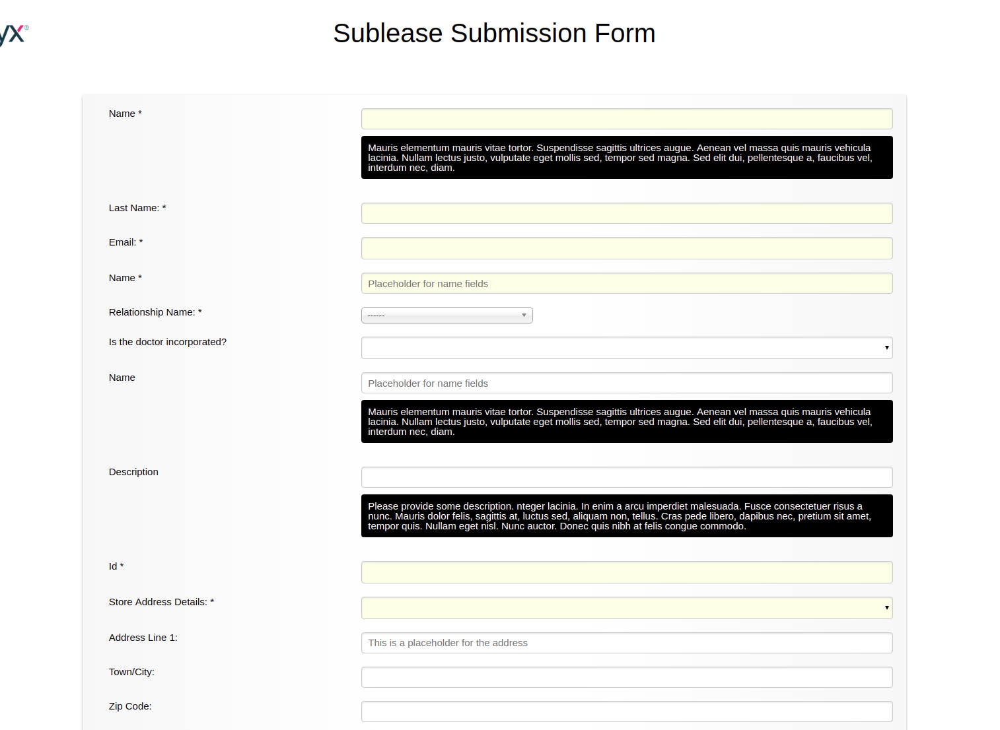 yx®
Sublease Submission Form
Name *
Mauris elementum mauris vitae tortor. Suspendisse sagittis ultrices augue. Aenean vel massa quis mauris vehicula
lacinia. Nullam lectus justo, vulputate eget mollis sed, tempor sed magna. Sed elit dui, pellentesque a, faucibus vel,
interdum nec, diam.
Last Name: *
Email: *
Name *
Placeholder for name fields
Relationship Name: *
------
Is the doctor incorporated?
Name
Placeholder for name fields
Mauris elementum mauris vitae tortor. Suspendisse sagittis ultrices augue. Aenean vel massa quis mauris vehicula
lacinia. Nullam lectus justo, vulputate eget mollis sed, tempor sed magna. Sed elit dui, pellentesque a, faucibus vel,
interdum nec, diam.
Description
Please provide some description. nteger lacinia. In enim a arcu imperdiet malesuada. Fusce consectetuer risus a
nunc. Mauris dolor felis, sagittis at, luctus sed, aliquam non, tellus. Cras pede libero, dapibus nec, pretium sit amet,
tempor quis. Nullam eget nisl. Nunc auctor. Donec quis nibh at felis congue commodo.
Id *
Store Address Details: *
Address Line 1:
This is a placeholder for the address
Town/City:
Zip Code: